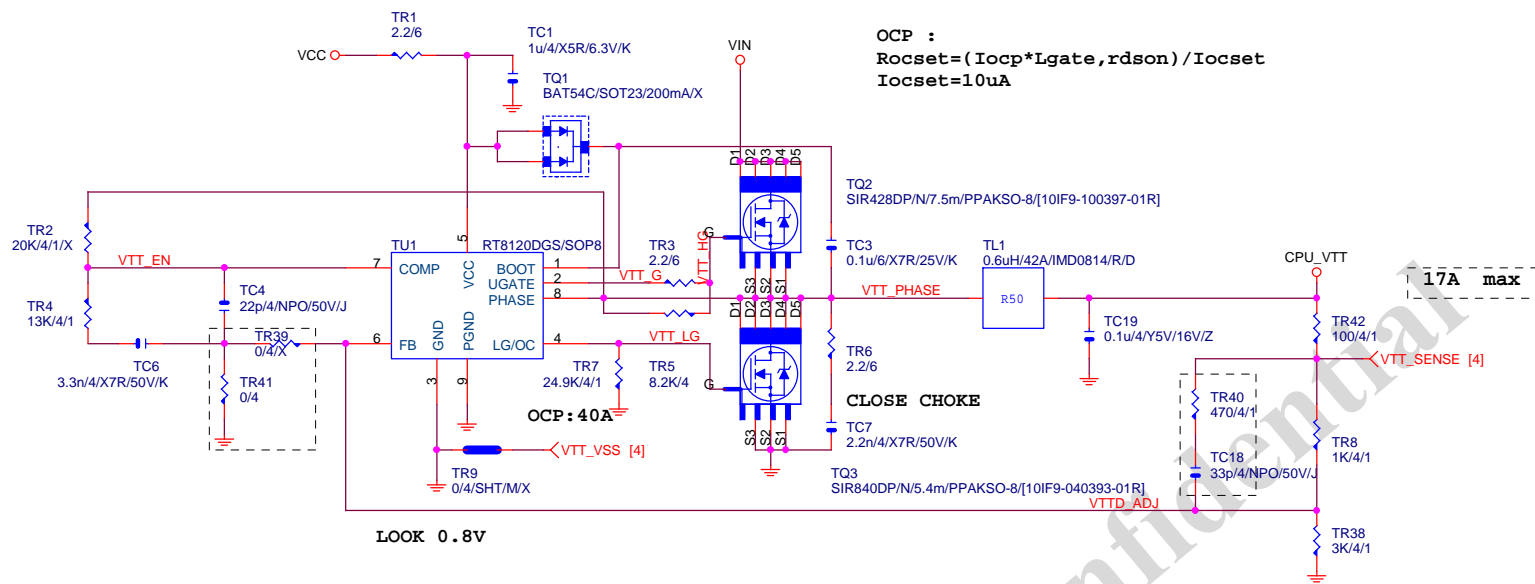 TR1
2.2/6
VCC
TC1
1u/4/X5R/6.3V/K
TQ1
BAT54C/SOT23/200mA/X
VIN
OCP :
Rocset=(Iocp*Lgate,rdson)/Iocset
Iocset=10uA
D1
D2
D3
D4
D5
G
S3
S2
S1
TQ2
SIR428DP/N/7.5m/PPAKSO-8/[10IF9-100397-01R]
TR2
20K/4/1/X
VTT_EN
TR4
13K/4/1
TC4
22p/4/NPO/50V/J
TC6
3.3n/4/X7R/50V/K
TR39
0/4/X
TR41
0/4
TU1
RT8120DGS/SOP8
5
7
COMP
VCC
BOOT
1
UGATE
2
PHASE
8
6
FB
GND
PGND
LG/OC
4
3
9
VTT_G
TR3
2.2/6
VTT_HG
TR5
8.2K/4
VTT_LG
TR7
24.9K/4/1
OCP:40A
TC3
0.1u/6/X7R/25V/K
VTT_PHASE
TL1
0.6uH/42A/IMD0814/R/D
R50
CPU_VTT
17A max
D1
D2
D3
D4
D5
G
S3
S2
S1
TR6
2.2/6
CLOSE CHOKE
TC7
2.2n/4/X7R/50V/K
TQ3
SIR840DP/N/5.4m/PPAKSO-8/[10IF9-040393-01R]
TC19
0.1u/4/Y5V/16V/Z
TR42
100/4/1
VTT_SENSE [4]
TR40
470/4/1
TR8
1K/4/1
TC18
33p/4/NPO/50V/J
VTT_VSS [4]
TR9
0/4/SHT/M/X
VTTD_ADJ
TR38
3K/4/1
LOOK 0.8V
nfidential